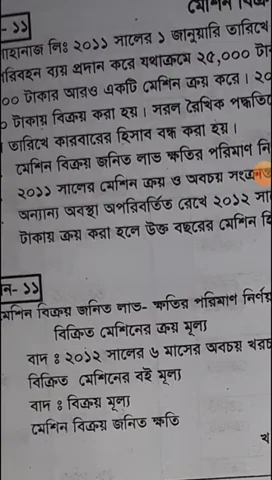 - ১১
শাহানাজ লিঃ ২০১১ সালের ১ জানুয়ারি তারিখে
পরিবহন ব্যয় প্রদান করে যথাক্রমে ২৫,০০০ টা
০০ টাকার আরও একটি মেশিন ক্রয় করে। ২০
০ টাকায় বিক্রয় করা হয়। সরল রৈখিক পদ্ধতি
তারিখে কারবারের হিসাব বন্ধ করা হয়।
মেশিন বিক্রয় জনিত লাভ ক্ষতির পরিমাণ নি
২০১১ সালের মেশিন ক্রয় ও অবচয় সংক্রান্ত
অন্যান্য অবস্থা অপরিবর্তিত রেখে ২০১২ সা
টাকায় ক্রয় করা হলে উক্ত বছরের মেশিন হি
ন- ১১
মেশিন বিক্রয় জনিত লাভ- ক্ষতির পরিমাণ নির্ণয়
বিক্রিত মেশিনের ক্রয় মূল্য
বাদ ঃ ২০১২ সালের ৬ মাসের অবচয় খরচ
বিক্রিত মেশিনের বই মূল্য
বাদ ঃ বিক্রয় মূল্য
মেশিন বিক্রয় জনিত ক্ষতি
খ